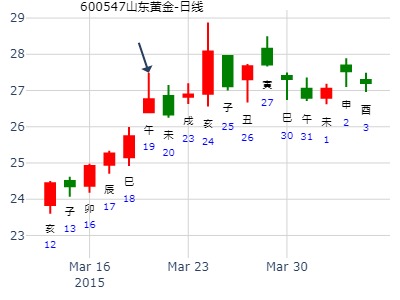 600547山东黄金-日线
29
28
27
26
25
24
23
亥
12
子
13
卯
16
辰
17
巳
18
午
19
未
20
戌
23
亥
24
子
25
丑
26
寅
27
巳
30
午
31
未
1
申
2
酉
3
Mar 16
2015
Mar 23
Mar 30